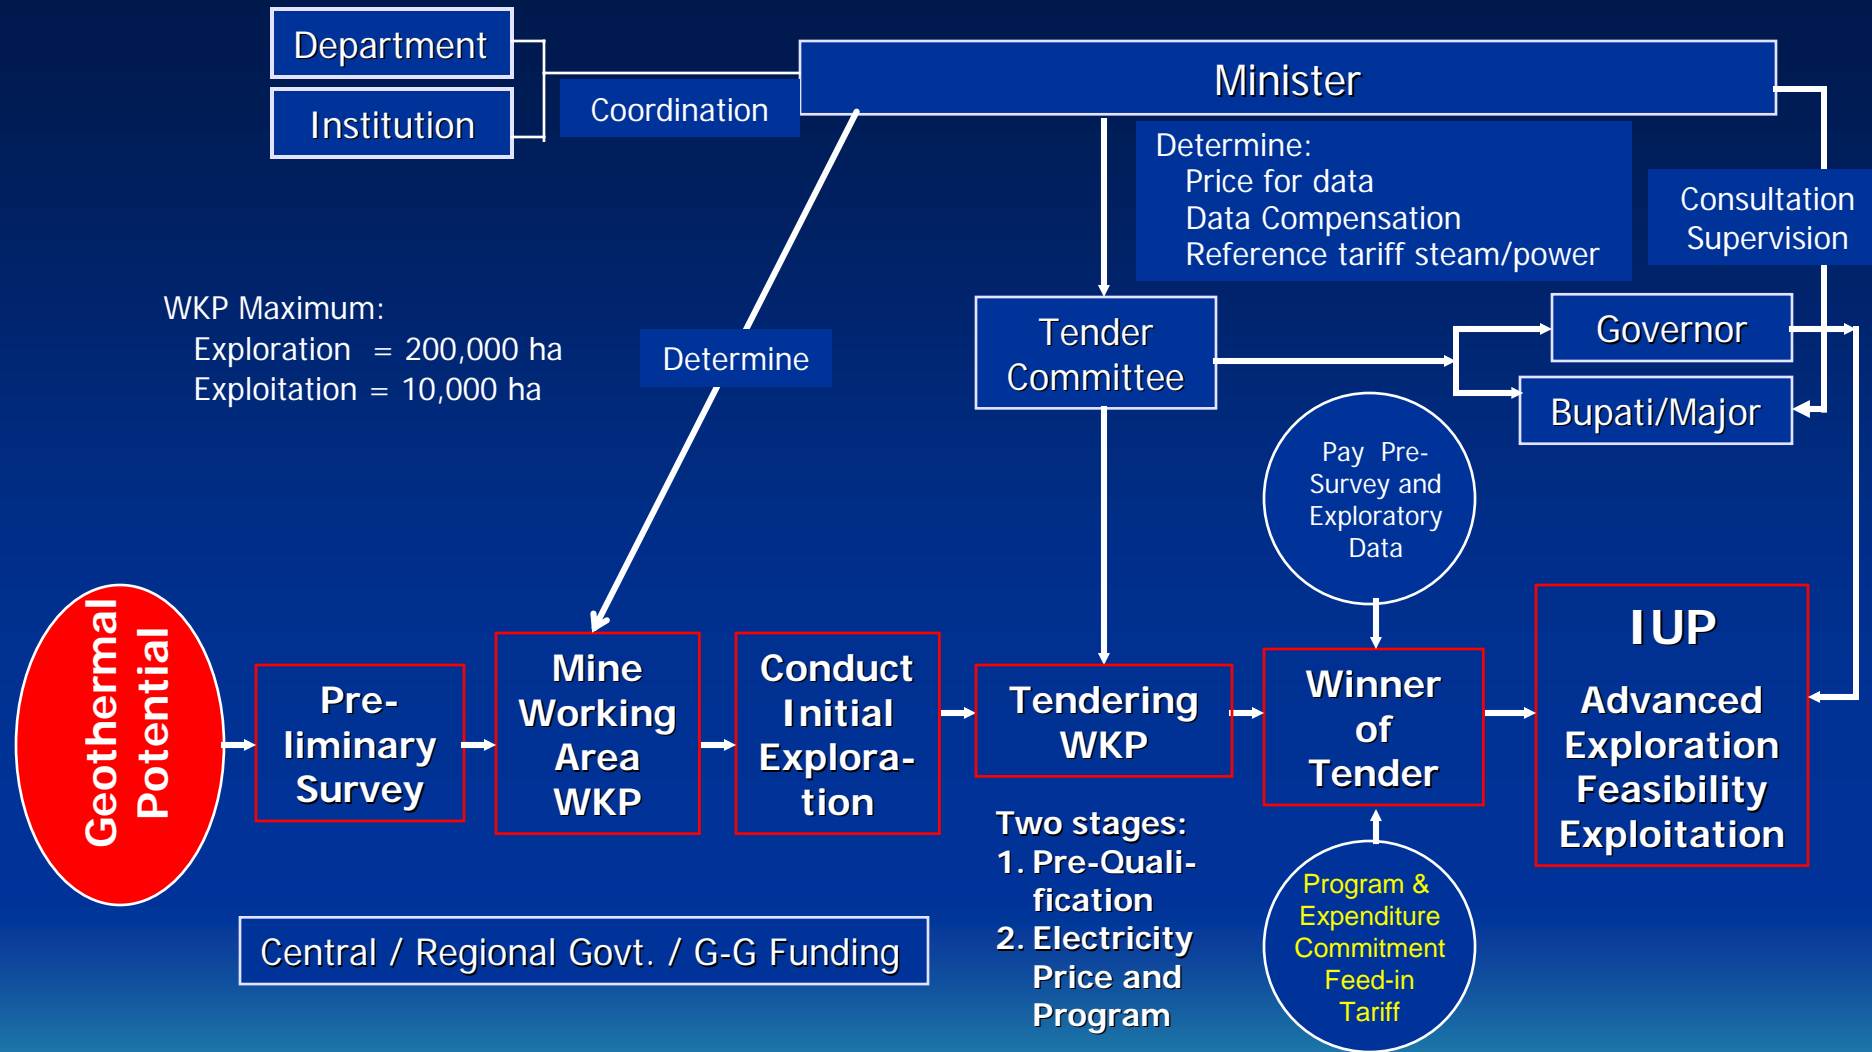 Department
Institution
Coordination
Minister
Determine:
Price for data
Data Compensation
Reference tariff steam/power
Consultation
Supervision
WKP Maximum:
Exploration = 200,000 ha
Exploitation = 10,000 ha
Determine
Tender
Committee
Governor
Bupati/Major
Pay Pre-
Survey and
Exploratory
Data
Geothermal
Potential
Pre-
liminary
Survey
Mine
Working
Area
WKP
Conduct
Initial
Explora-
tion
Tendering
WKP
Winner
of
Tender
IUP
Advanced
Exploration
Feasibility
Exploitation
Two stages:
1. Pre-Quali-
fication
2. Electricity
Price and
Program
Program &
Expenditure
Commitment
Feed-in
Tariff
Central / Regional Govt. / G-G Funding